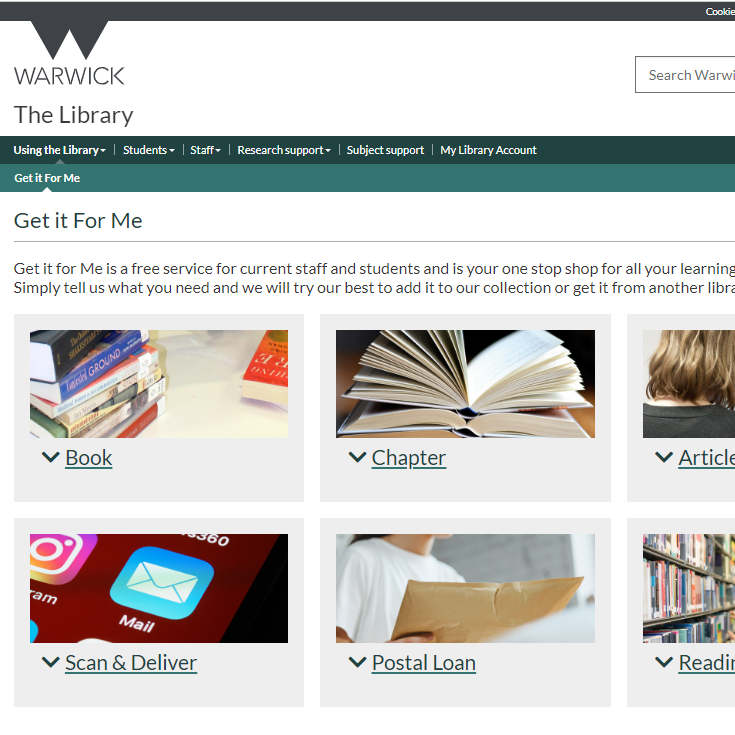 Cookie
WARWICK
Search Warwi
The Library
Using the Library
Students
Staff
Research support
Subject support
My Library Account
Get it For Me
Get it For Me
Get it for Me is a free service for current staff and students and is your one stop shop for all your learning
Simply tell us what you need and we will try our best to add it to our collection or get it from another libra
GROUND
Book
Chapter
Article
s360
ram
Mail
Scan & Deliver
Postal Loan
Readin